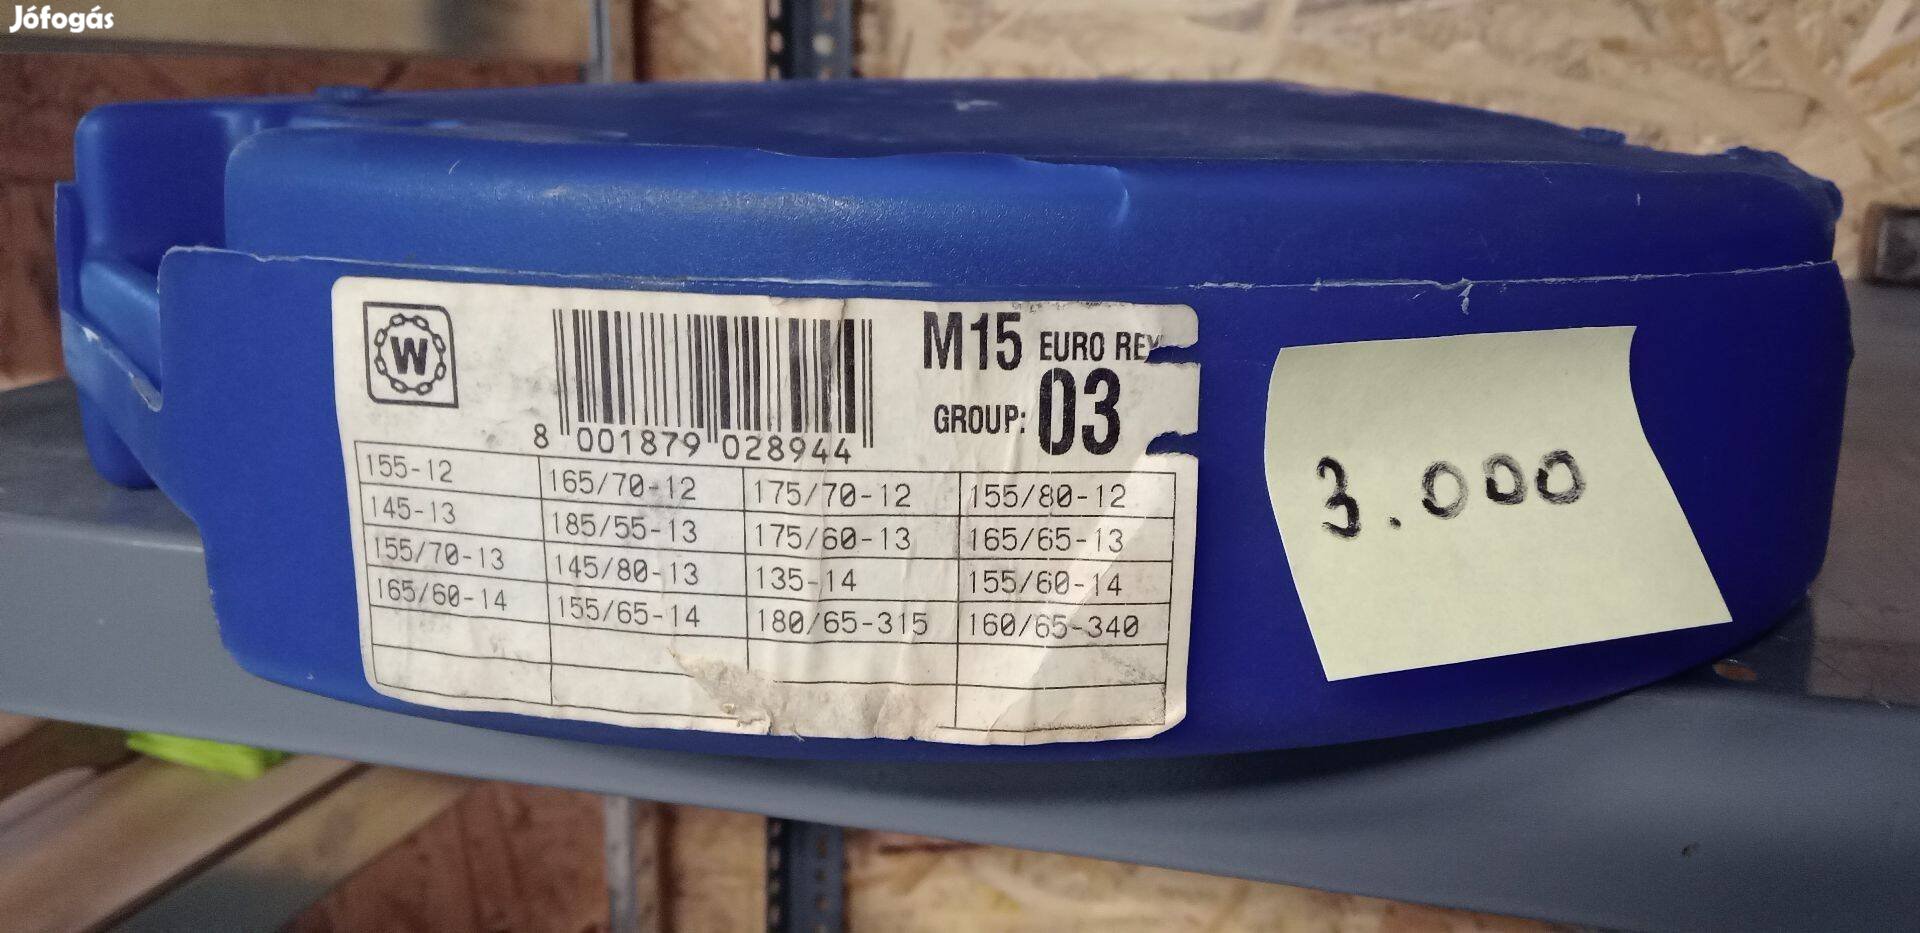 Jófogás
W
8 001879 028944
M15 EURO REX
GROUP: 03
155-12 165/70-12 175/70-12 155/80-12
145-13 185/55-13 175/60-13 165/65-13
155/70-13 145/80-13 135-14 155/60-14
165/60-14 155/65-14 180/65-315 160/65-340
3.000